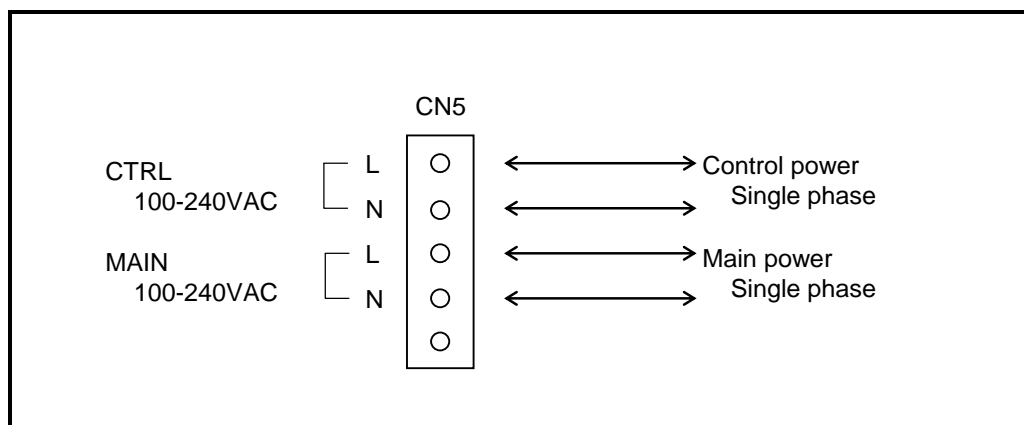 CN5
CTRL
100-240VAC
L
N
Control power
Single phase
MAIN
100-240VAC
L
N
Main power
Single phase